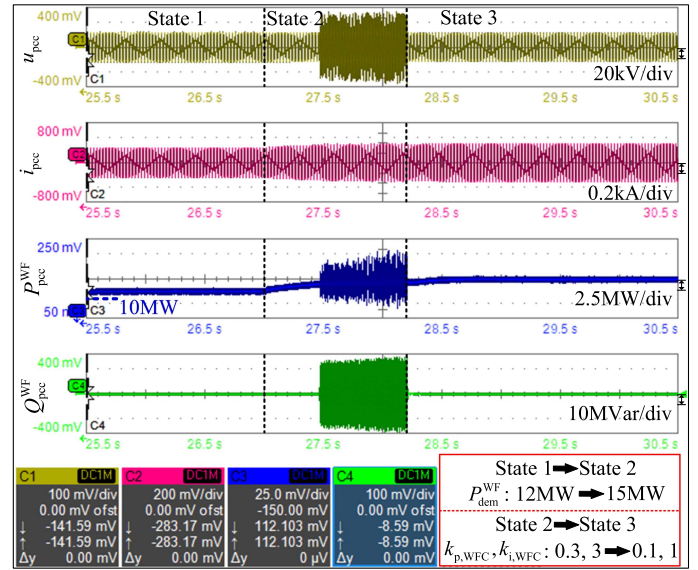 State 1 State 2 State 3
400 mV
C1
u_pcc
-400 mV
C1
20kV/div
25.5 s 26.5 s 27.5 s 28.5 s 29.5 s 30.5 s
800 mV
i_pcc
-800 mV
C2
0.2kA/div
25.5 s 26.5 s 27.5 s 28.5 s 29.5 s 30.5 s
250 mV
P_pcc^WF
10MW
C3
2.5MW/div
25.5 s 26.5 s 27.5 s 28.5 s 29.5 s 30.5 s
400 mV
C4
Q_pcc^WF
-400 mV
C4
10MVar/div
25.5 s 26.5 s 27.5 s 28.5 s 29.5 s 30.5 s
C1 DC1M C2 DC1M C3 DC1M C4 DC1M
100 mV/div 200 mV/div 25.0 mV/div 100 mV/div
0.00 mV ofst 0.00 mV ofst -150.00 mV 0.00 mV ofst
↓ -141.59 mV ↓ -283.17 mV ↓ 112.103 mV ↓ -8.59 mV
↑ -141.59 mV ↑ -283.17 mV ↑ 112.103 mV ↑ -8.59 mV
Δy 0.00 mV Δy 0.00 mV Δy 0 µV Δy 0.00 mV
State 1 ➡ State 2
P_dem^WF : 12MW ➡ 15MW
State 2 ➡ State 3
k_p,WFC, k_i,WFC : 0.3, 3 ➡ 0.1, 1